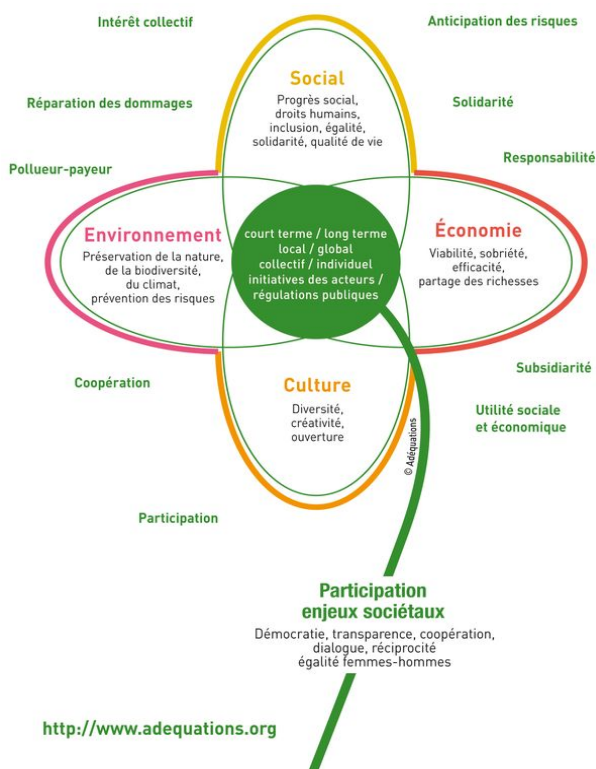 Intérêt collectif
Anticipation des risques
Social
Progrès social,
droits humains,
inclusion, égalité,
solidarité, qualité de vie
Réparation des dommages
Solidarité
Pollueur-payeur
Responsabilité
Environnement
Préservation de la nature,
de la biodiversité,
du climat,
prévention des risques
court terme / long terme
local / global
collectif / individuel
initiatives des acteurs /
régulations publiques
Économie
Viabilité, sobriété,
efficacité,
partage des richesses
Coopération
Culture
Diversité,
créativité,
ouverture
Subsidiarité
Utilité sociale
et économique
© Adéquations
Participation
Participation
enjeux sociétaux
Démocratie, transparence, coopération,
dialogue, réciprocité
égalité femmes-hommes
http://www.adequations.org